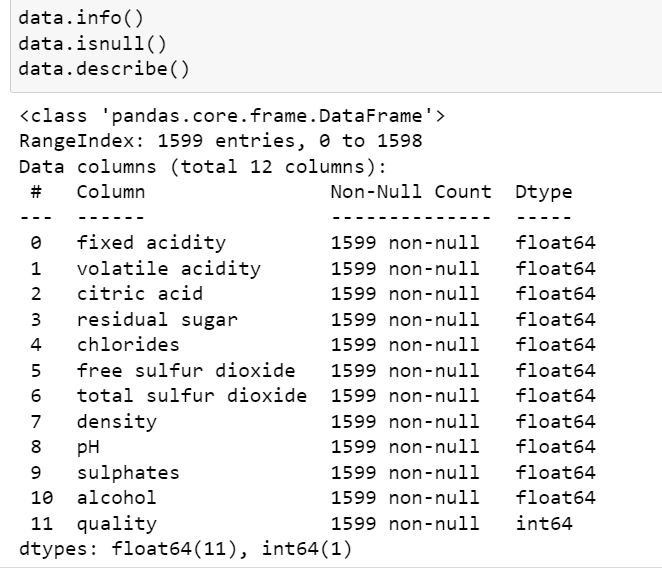 data.info()
data.isnull()
data.describe()
<class 'pandas.core.frame.DataFrame'>
RangeIndex: 1599 entries, 0 to 1598
Data columns (total 12 columns):
 #   Column                Non-Null Count  Dtype
---  ------                --------------  -----
 0   fixed acidity         1599 non-null   float64
 1   volatile acidity      1599 non-null   float64
 2   citric acid           1599 non-null   float64
 3   residual sugar        1599 non-null   float64
 4   chlorides             1599 non-null   float64
 5   free sulfur dioxide   1599 non-null   float64
 6   total sulfur dioxide  1599 non-null   float64
 7   density               1599 non-null   float64
 8   pH                    1599 non-null   float64
 9   sulphates             1599 non-null   float64
 10  alcohol               1599 non-null   float64
 11  quality               1599 non-null   int64
dtypes: float64(11), int64(1)